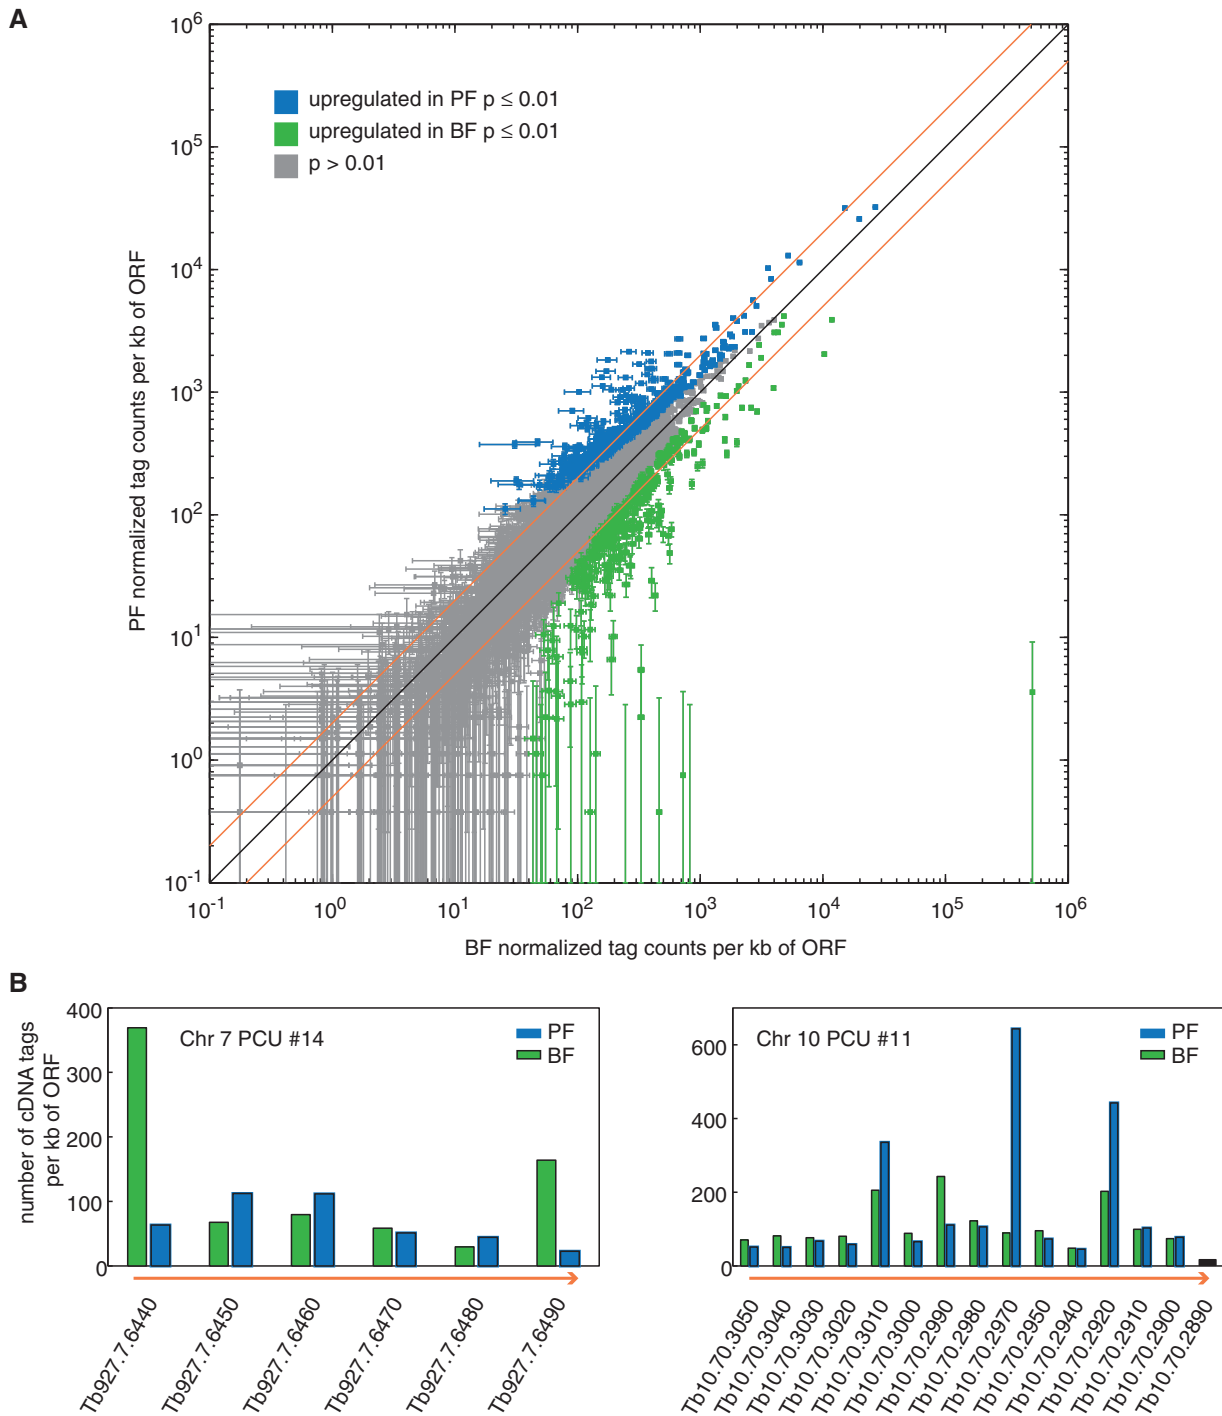 A
10^6
10^5
10^4
10^3
10^2
10^1
10^0
10^-1
PF normalized tag counts per kb of ORF
upregulated in PF p ≤ 0.01
upregulated in BF p ≤ 0.01
p > 0.01
10^-1 10^0 10^1 10^2 10^3 10^4 10^5 10^6
BF normalized tag counts per kb of ORF
B
number of cDNA tags
per kb of ORF
400
300
200
100
0
Chr 7 PCU #14
PF
BF
Tb927.7.6440
Tb927.7.6450
Tb927.7.6460
Tb927.7.6470
Tb927.7.6480
Tb927.7.6490
600
400
200
0
Chr 10 PCU #11
PF
BF
Tb10.70.3050
Tb10.70.3040
Tb10.70.3030
Tb10.70.3020
Tb10.70.3010
Tb10.70.3000
Tb10.70.2990
Tb10.70.2980
Tb10.70.2970
Tb10.70.2950
Tb10.70.2940
Tb10.70.2920
Tb10.70.2910
Tb10.70.2900
Tb10.70.2890